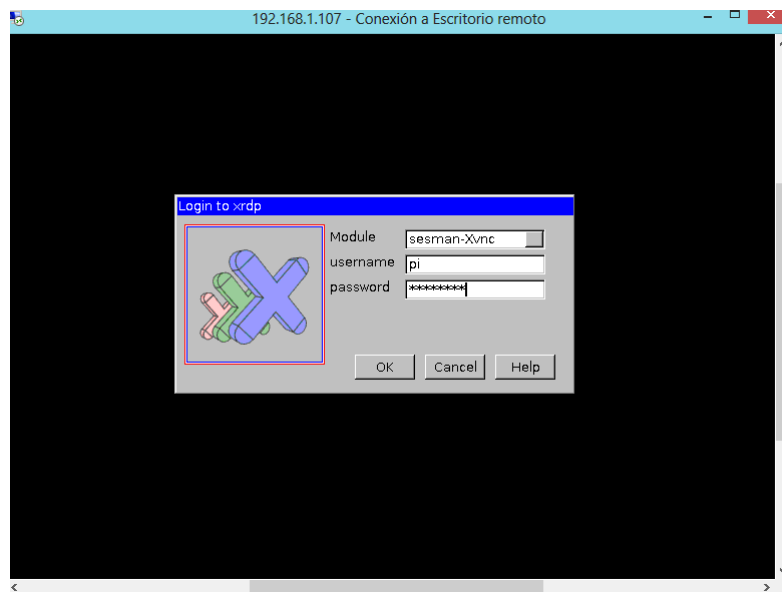 192.168.1.107 - Conexión a Escritorio remoto
Login to xrdp
Module sesman-Xvnc
username pi
password *********
OK Cancel Help